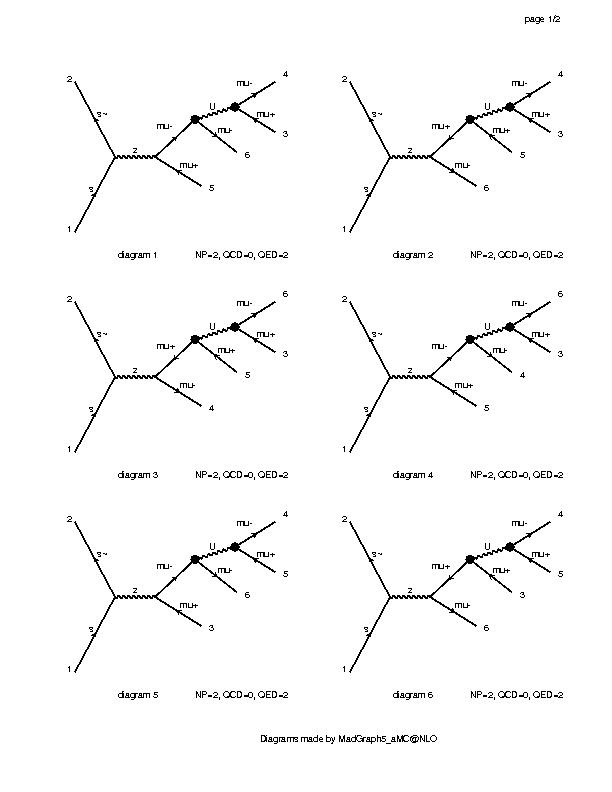 page 1/2
2 4
mu-
s~ U mu+
mu- mu- 3
z 6
mu+
s 5
1
diagram 1 NP=2, QCD=0, QED=2
2 4
mu-
s~ U mu+
mu+ mu+ 3
z 5
mu-
s 6
1
diagram 2 NP=2, QCD=0, QED=2
2 6
mu-
s~ U mu+
mu+ mu+ 3
z 5
mu-
s 4
1
diagram 3 NP=2, QCD=0, QED=2
2 6
mu-
s~ U mu+
mu- mu- 3
z 4
mu+
s 5
1
diagram 4 NP=2, QCD=0, QED=2
2 4
mu-
s~ U mu+
mu- mu- 5
z 6
mu+
s 3
1
diagram 5 NP=2, QCD=0, QED=2
2 4
mu-
s~ U mu+
mu+ mu+ 5
z 3
mu-
s 6
1
diagram 6 NP=2, QCD=0, QED=2
Diagrams made by MadGraph5_aMC@NLO